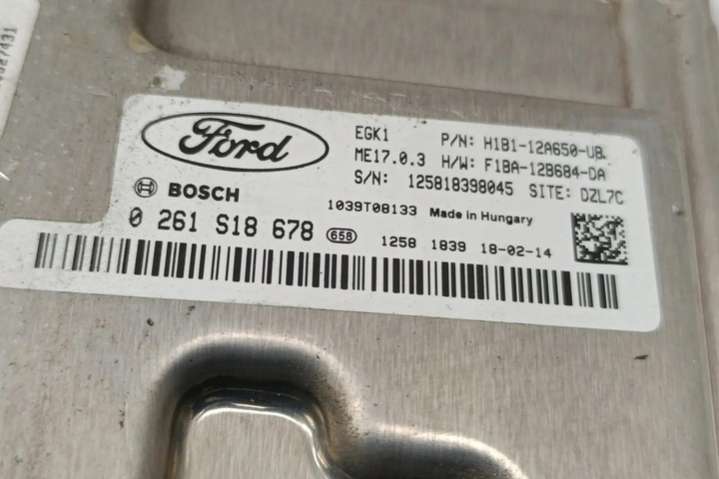 Ford
EGK1 P/N: H1B1-12A650-UB
ME17.0.3 H/W: F1BA-12B684-DA
S/N: 125818398045 SITE: DZL7C
BOSCH
1039T08133 Made in Hungary
0 261 S18 678 658 1258 1839 18-02-14